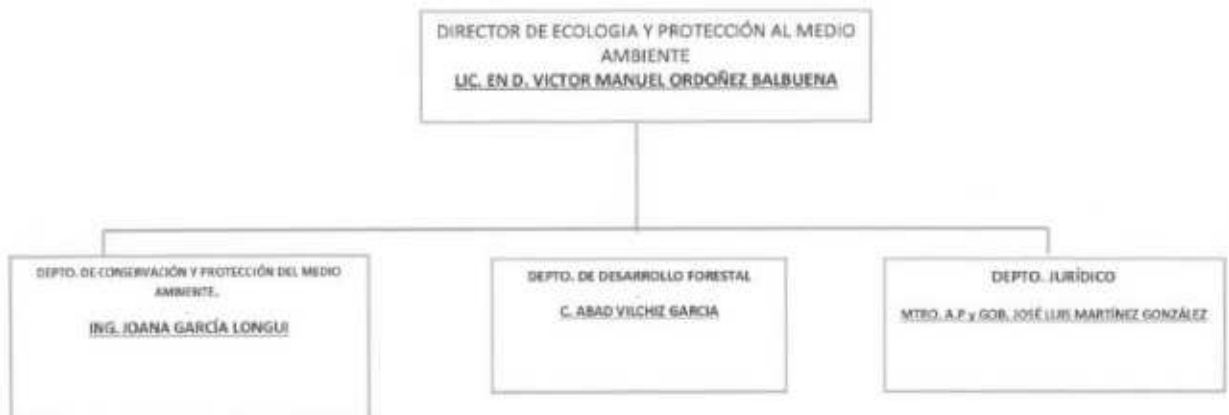 DIRECTOR DE ECOLOGIA Y PROTECCIÓN AL MEDIO
AMBIENTE
LIC. EN D. VICTOR MANUEL ORDOÑEZ BALBUENA
DEPTO. DE CONSERVACIÓN Y PROTECCIÓN DEL MEDIO
AMBIENTE.
ING. JOANA GARCÍA LONGUI
DEPTO. DE DESARROLLO FORESTAL
C. ABAD VILCHIZ GARCIA
DEPTO. JURÍDICO
MTRO. A.P y GOB. JOSÉ LUIS MARTÍNEZ GONZÁLEZ